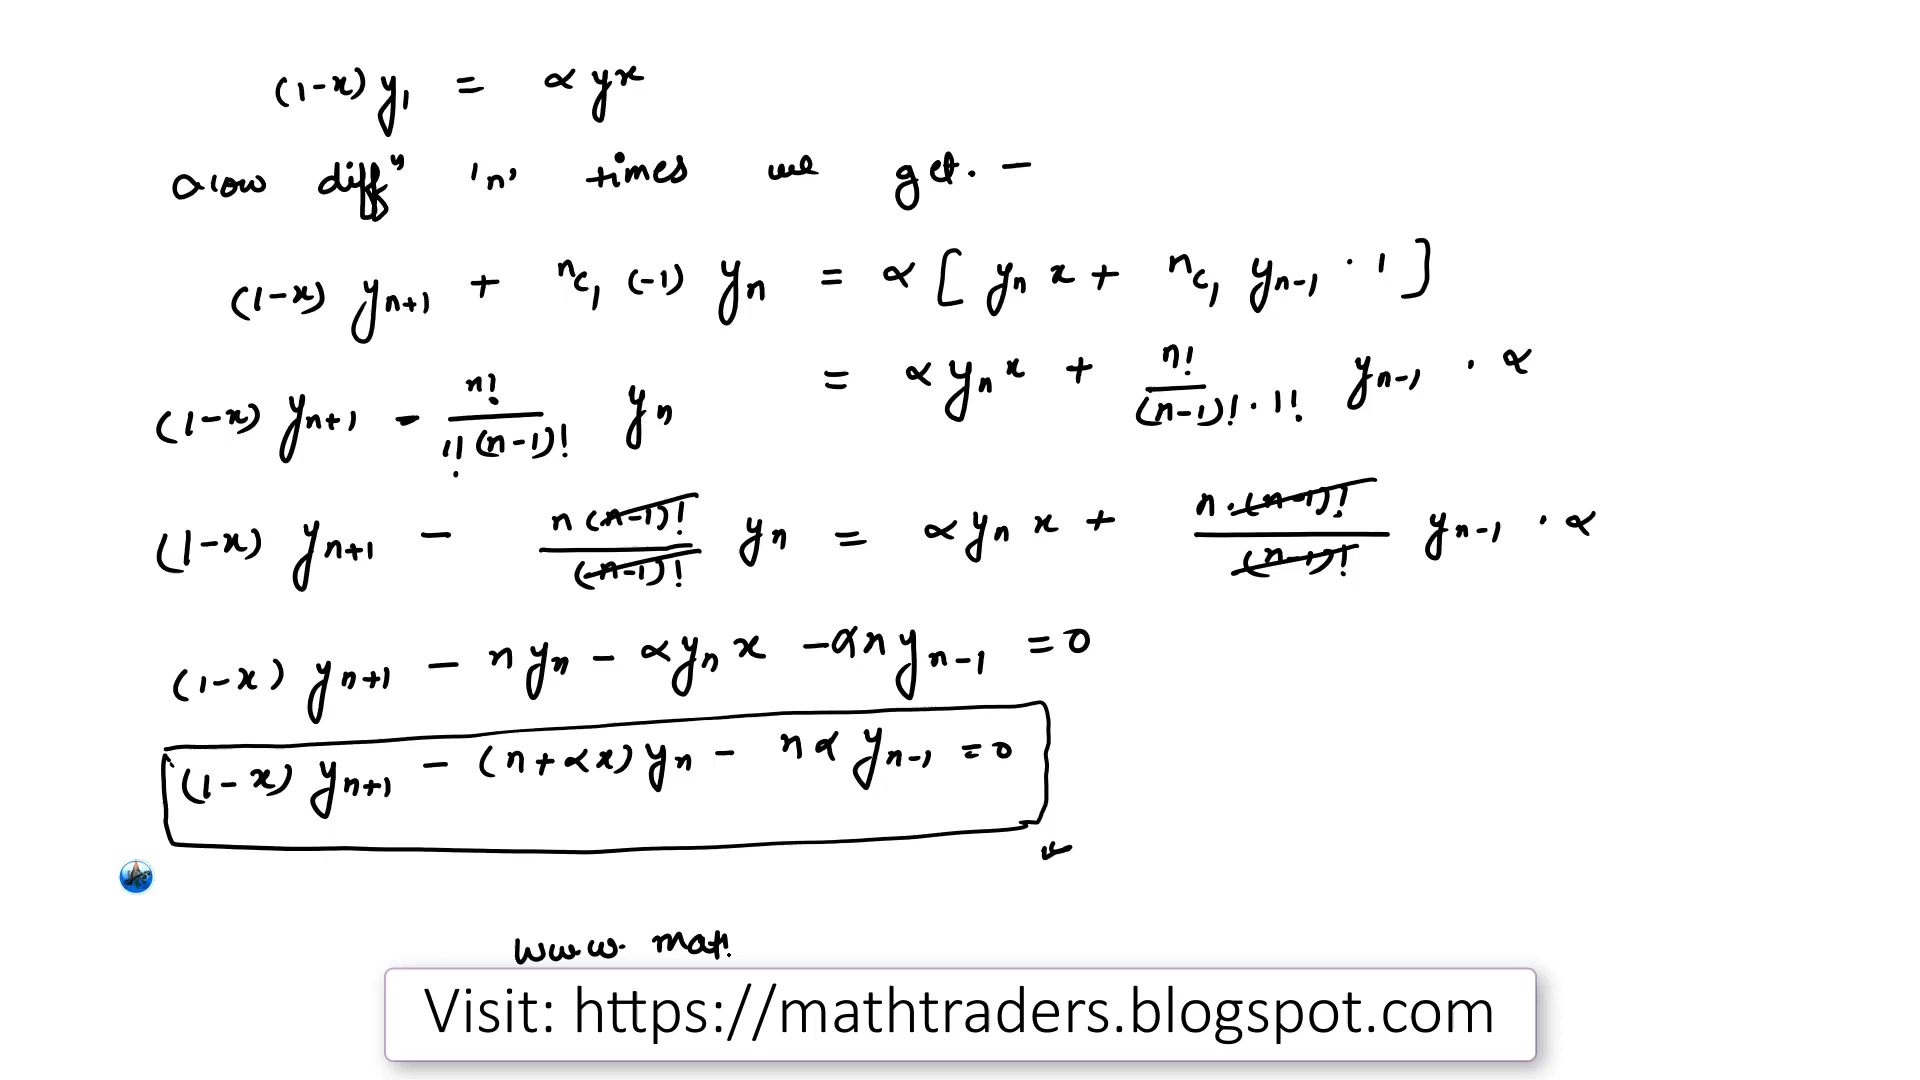 (1-x) y₁ = α y x
Now diffⁿ 'n' times we get. —
(1-x) yₙ₊₁ + ⁿc₁ (-1) yₙ = α [ yₙ x + ⁿc₁ yₙ₋₁ · 1 ]
(1-x) yₙ₊₁ - n!/(1!(n-1)!) yₙ = α yₙ x + n!/((n-1)!·1!) yₙ₋₁ · α
(1-x) yₙ₊₁ - n(n-1)!/(n-1)! yₙ = α yₙ x + n·(n-1)!/(n-1)! yₙ₋₁ · α
(1-x) yₙ₊₁ - n yₙ - α yₙ x - α n yₙ₋₁ = 0
(1-x) yₙ₊₁ - (n+αx) yₙ - n α yₙ₋₁ = 0
www. mat
Visit: https://mathtraders.blogspot.com